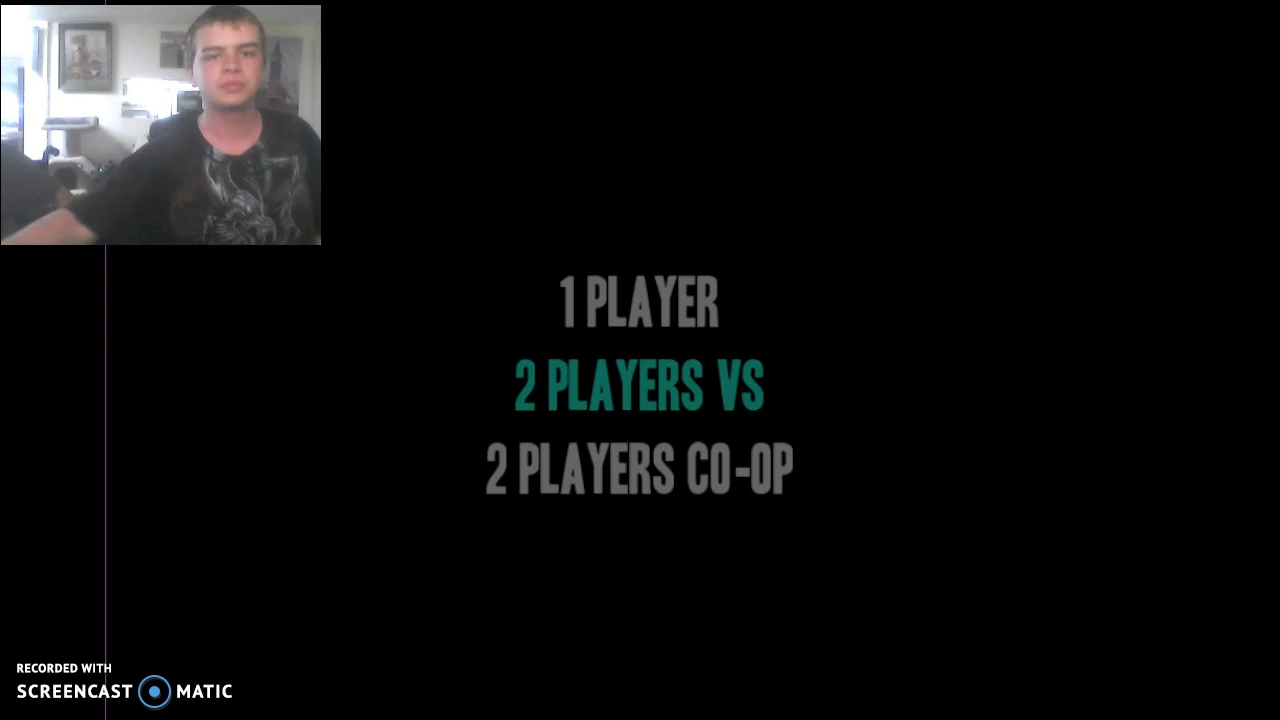 1 PLAYER
2 PLAYERS VS
2 PLAYERS CO-OP
RECORDED WITH
SCREENCAST MATIC